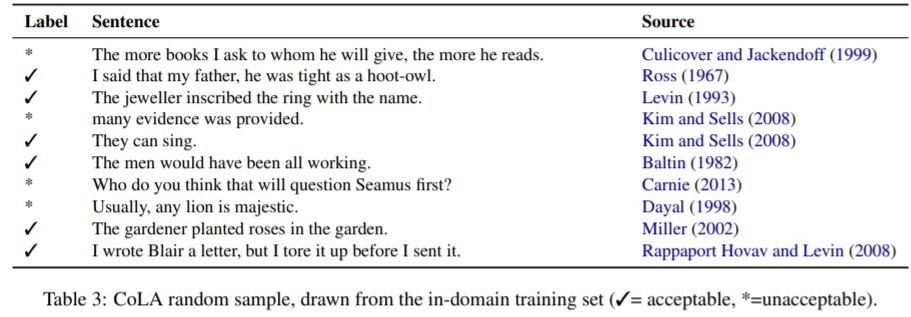 Label Sentence Source
* The more books I ask to whom he will give, the more he reads. Culicover and Jackendoff (1999)
✓ I said that my father, he was tight as a hoot-owl. Ross (1967)
✓ The jeweller inscribed the ring with the name. Levin (1993)
* many evidence was provided. Kim and Sells (2008)
✓ They can sing. Kim and Sells (2008)
✓ The men would have been all working. Baltin (1982)
* Who do you think that will question Seamus first? Carnie (2013)
* Usually, any lion is majestic. Dayal (1998)
✓ The gardener planted roses in the garden. Miller (2002)
✓ I wrote Blair a letter, but I tore it up before I sent it. Rappaport Hovav and Levin (2008)
Table 3: CoLA random sample, drawn from the in-domain training set (✓= acceptable, *=unacceptable).